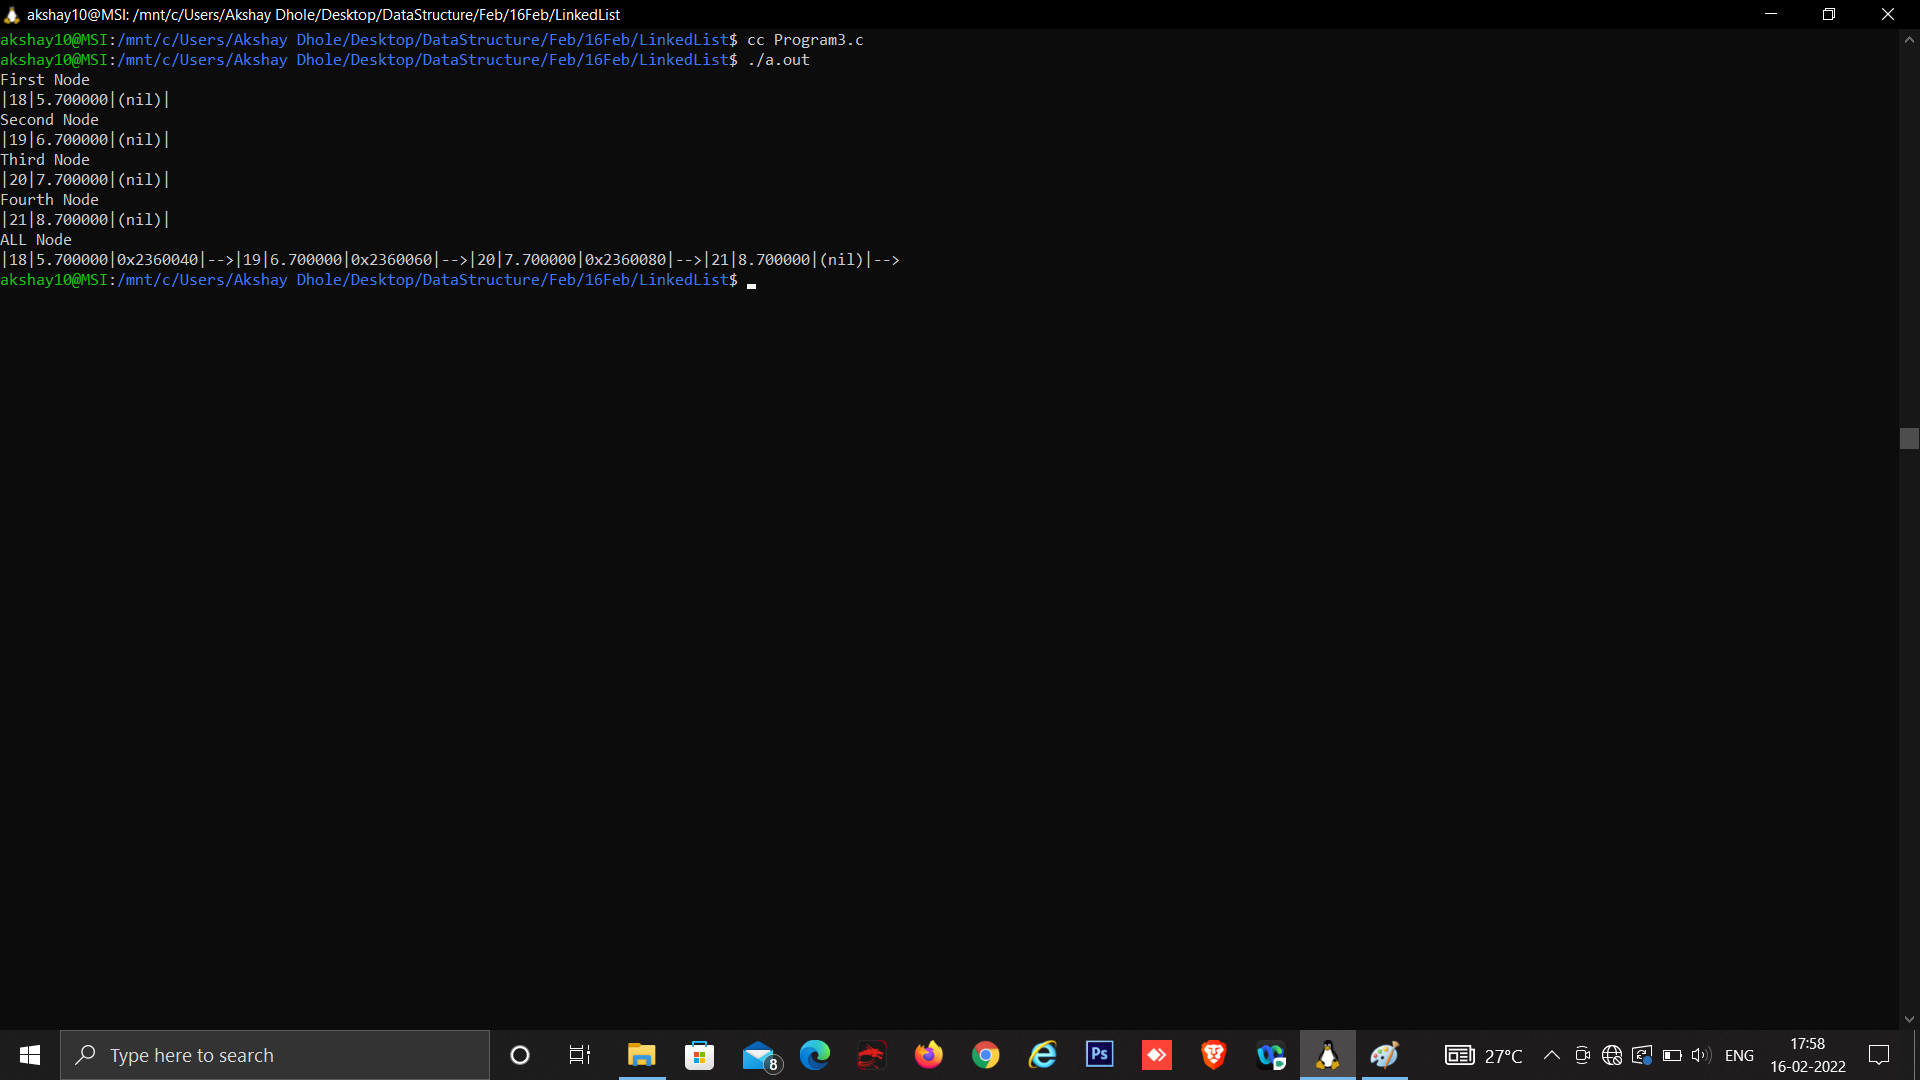 akshay10@MSI: /mnt/c/Users/Akshay Dhole/Desktop/DataStructure/Feb/16Feb/LinkedList
akshay10@MSI:/mnt/c/Users/Akshay Dhole/Desktop/DataStructure/Feb/16Feb/LinkedList$ cc Program3.c
akshay10@MSI:/mnt/c/Users/Akshay Dhole/Desktop/DataStructure/Feb/16Feb/LinkedList$ ./a.out
First Node
|18|5.700000|(nil)|
Second Node
|19|6.700000|(nil)|
Third Node
|20|7.700000|(nil)|
Fourth Node
|21|8.700000|(nil)|
ALL Node
|18|5.700000|0x2360040|-->|19|6.700000|0x2360060|-->|20|7.700000|0x2360080|-->|21|8.700000|(nil)|-->
akshay10@MSI:/mnt/c/Users/Akshay Dhole/Desktop/DataStructure/Feb/16Feb/LinkedList$
Type here to search
8
Ps
27°C
ENG
17:58
16-02-2022